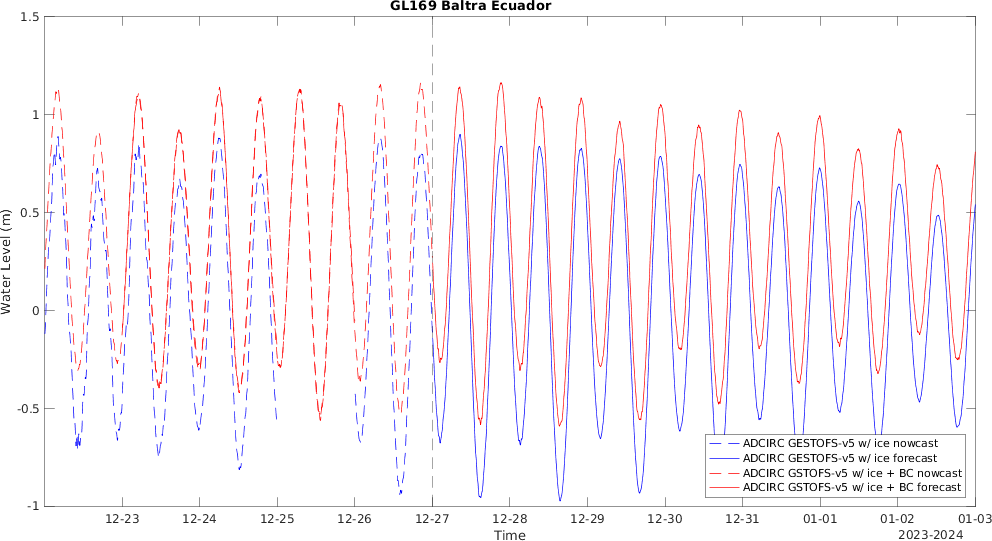 GL169 Baltra Ecuador
1.5
1
0.5
0
-0.5
-1
Water Level (m)
12-23 12-24 12-25 12-26 12-27 12-28 12-29 12-30 12-31 01-01 01-02 01-03
Time
2023-2024
ADCIRC GESTOFS-v5 w/ ice nowcast
ADCIRC GESTOFS-v5 w/ ice forecast
ADCIRC GSTOFS-v5 w/ ice + BC nowcast
ADCIRC GSTOFS-v5 w/ ice + BC forecast